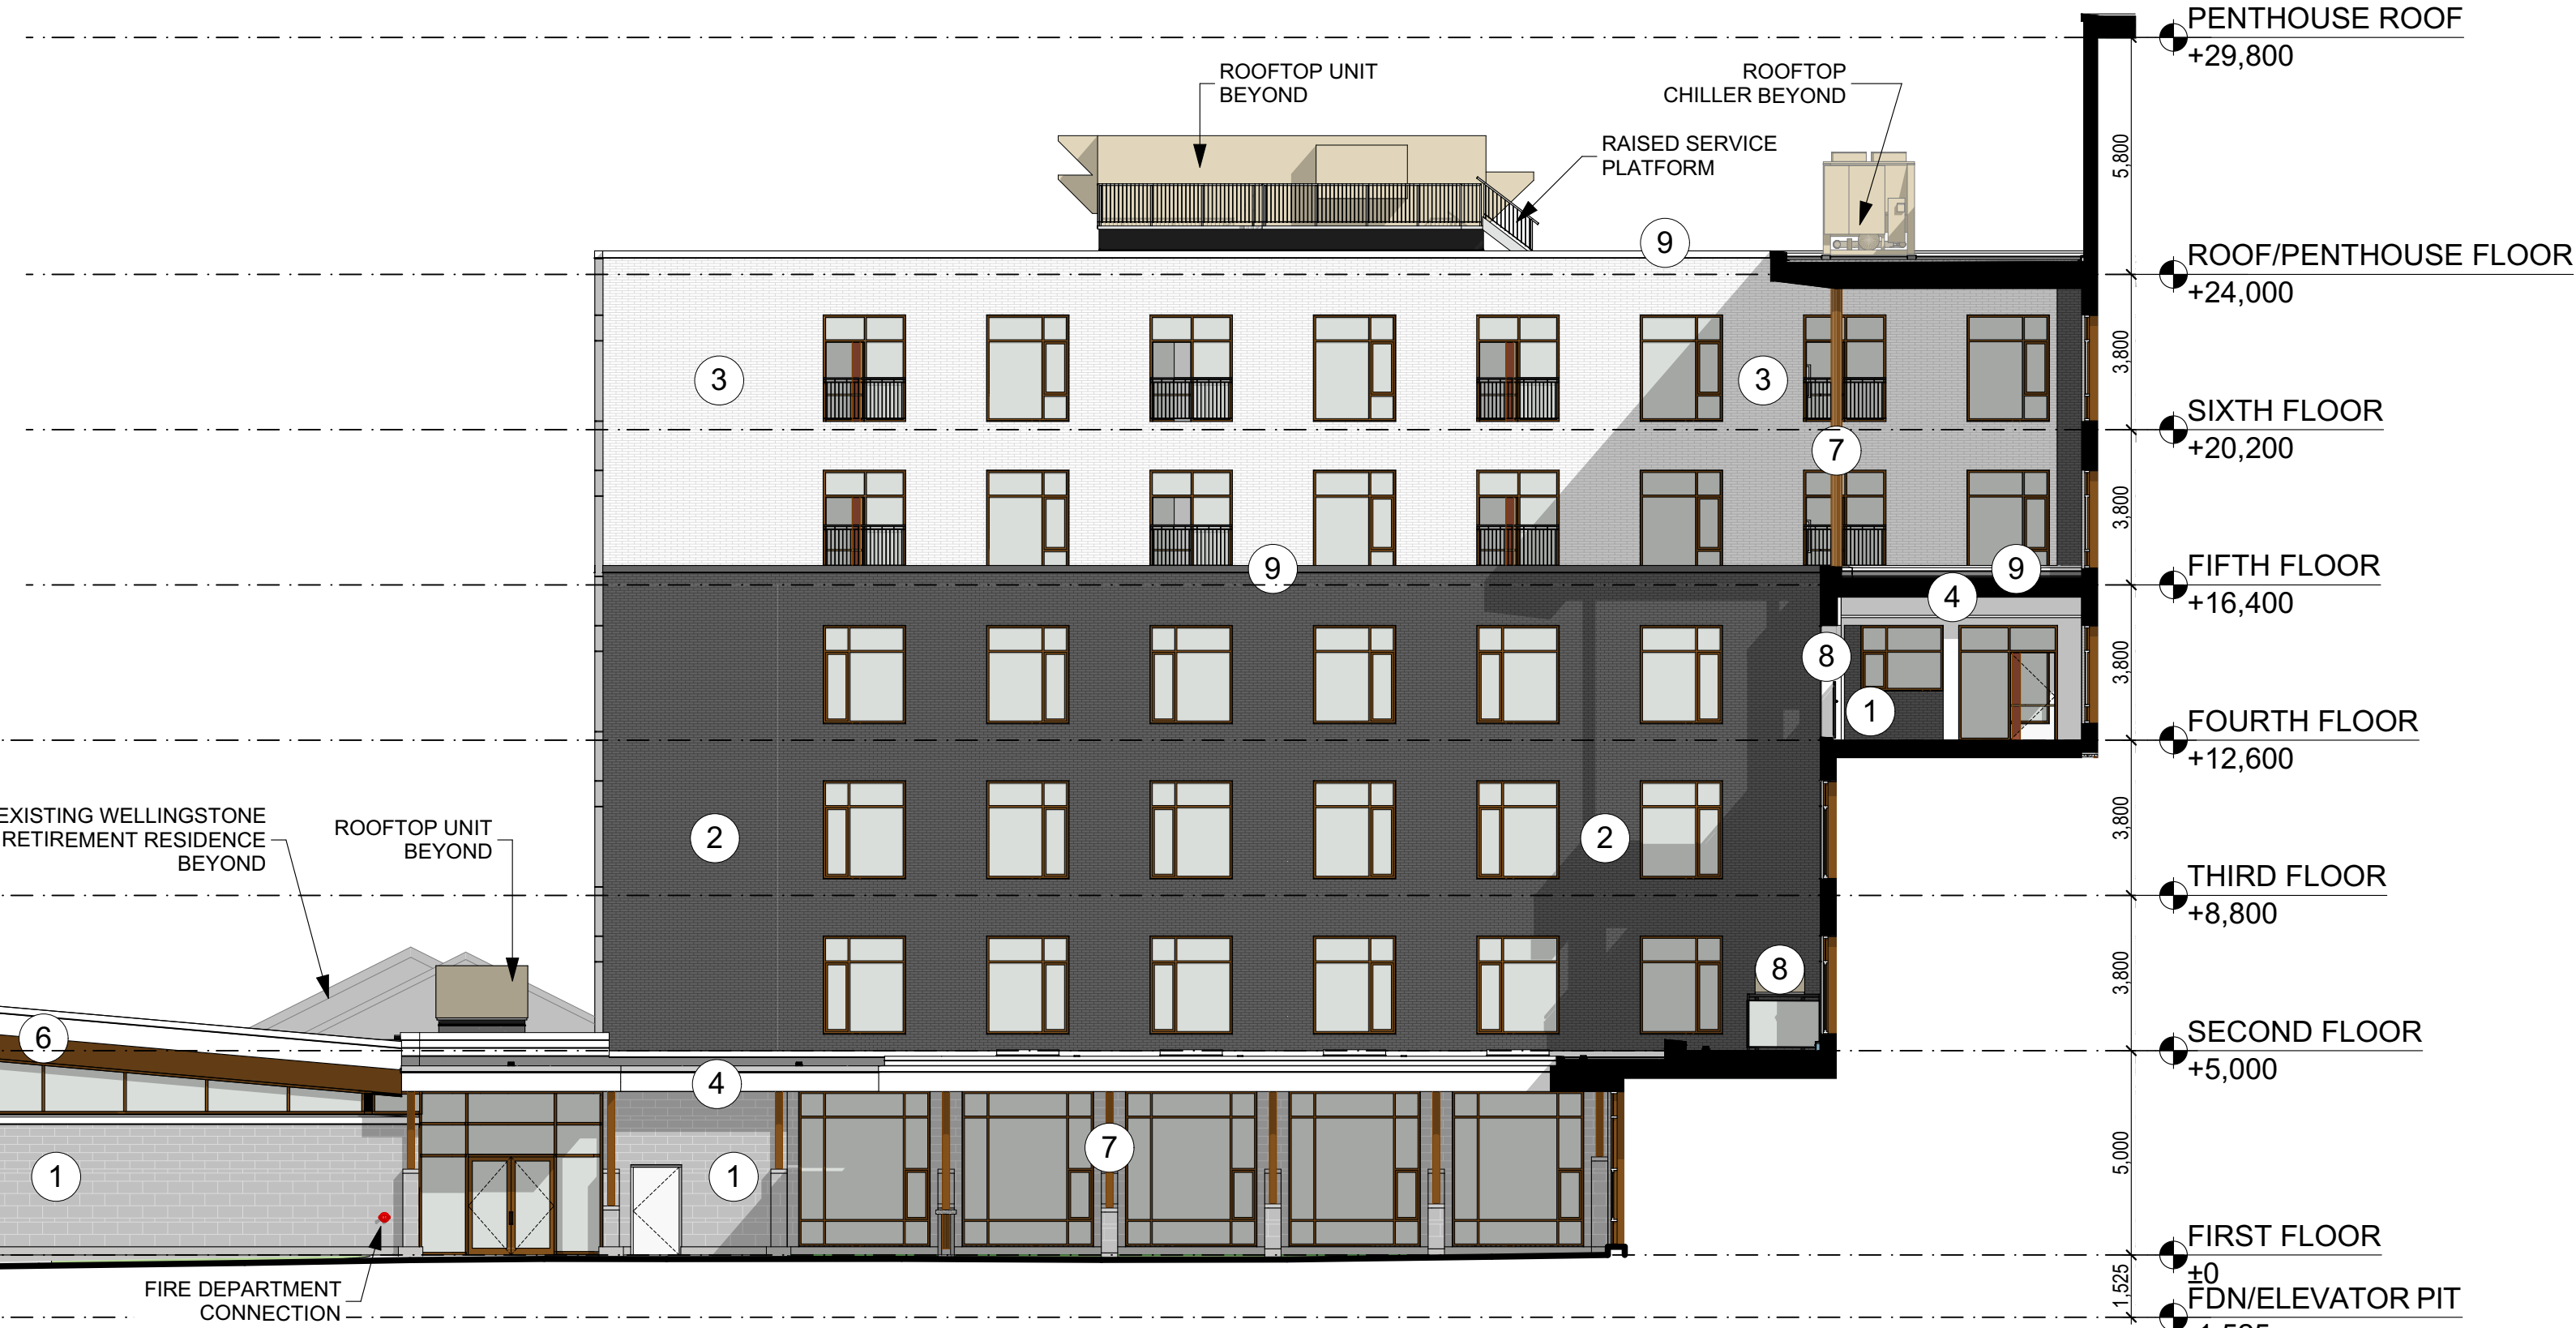 PENTHOUSE ROOF
+29,800
ROOFTOP UNIT
BEYOND
ROOFTOP
CHILLER BEYOND
RAISED SERVICE
PLATFORM
5,800
9
ROOF/PENTHOUSE FLOOR
+24,000
3,800
3
3
SIXTH FLOOR
+20,200
7
3,800
9
9
FIFTH FLOOR
+16,400
4
8
3,800
1
FOURTH FLOOR
+12,600
EXISTING WELLINGSTONE
RETIREMENT RESIDENCE
BEYOND
ROOFTOP UNIT
BEYOND
2
2
3,800
THIRD FLOOR
+8,800
8
3,800
6
SECOND FLOOR
+5,000
4
7
5,000
1
1
FIRST FLOOR
±0
FIRE DEPARTMENT
CONNECTION
1,525
FDN/ELEVATOR PIT